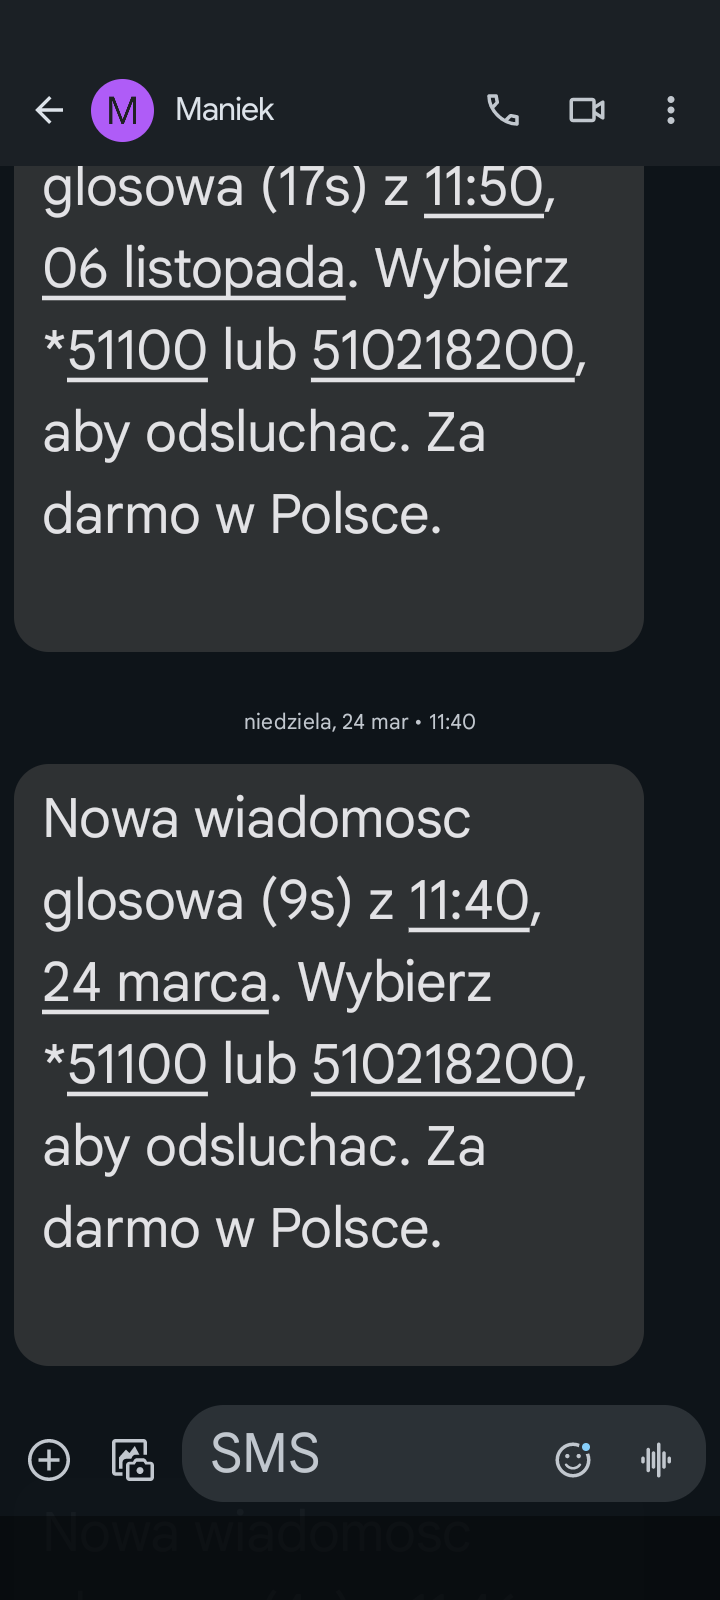 M Maniek
glosowa (17s) z 11:50,
06 listopada. Wybierz
*51100 lub 510218200,
aby odsluchac. Za
darmo w Polsce.
niedziela, 24 mar • 11:40
Nowa wiadomosc
glosowa (9s) z 11:40,
24 marca. Wybierz
*51100 lub 510218200,
aby odsluchac. Za
darmo w Polsce.
SMS
Nowa wiadomosc